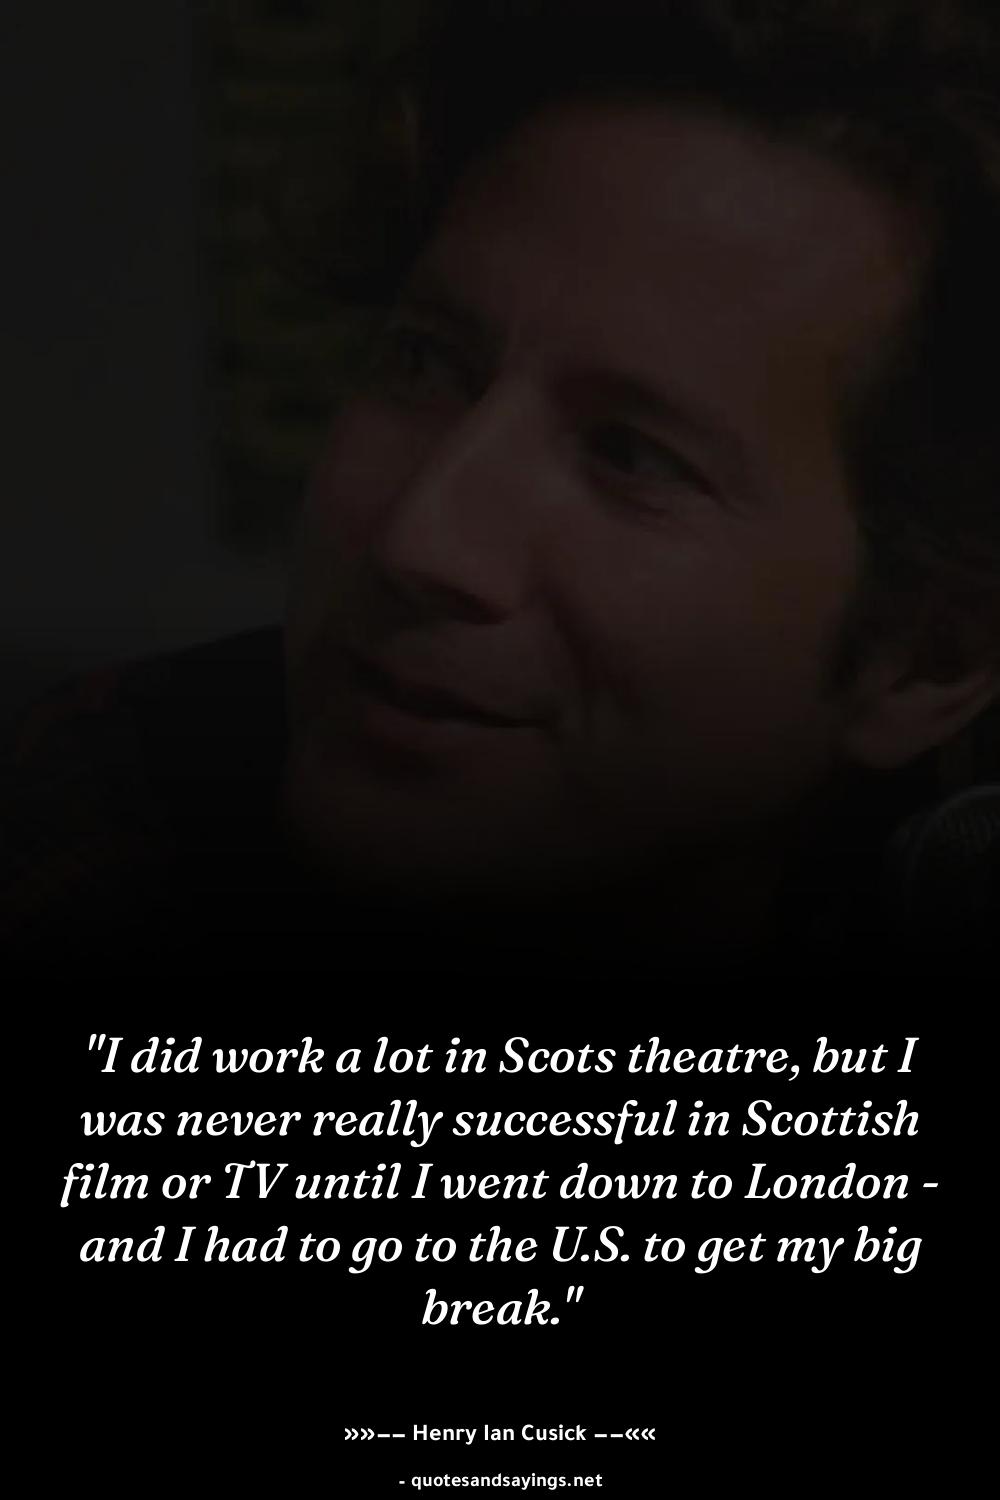 "I did work a lot in Scots theatre, but I
was never really successful in Scottish
film or TV until I went down to London -
and I had to go to the U.S. to get my big
break."
»»–– Henry Ian Cusick ––««
- quotesandsayings.net